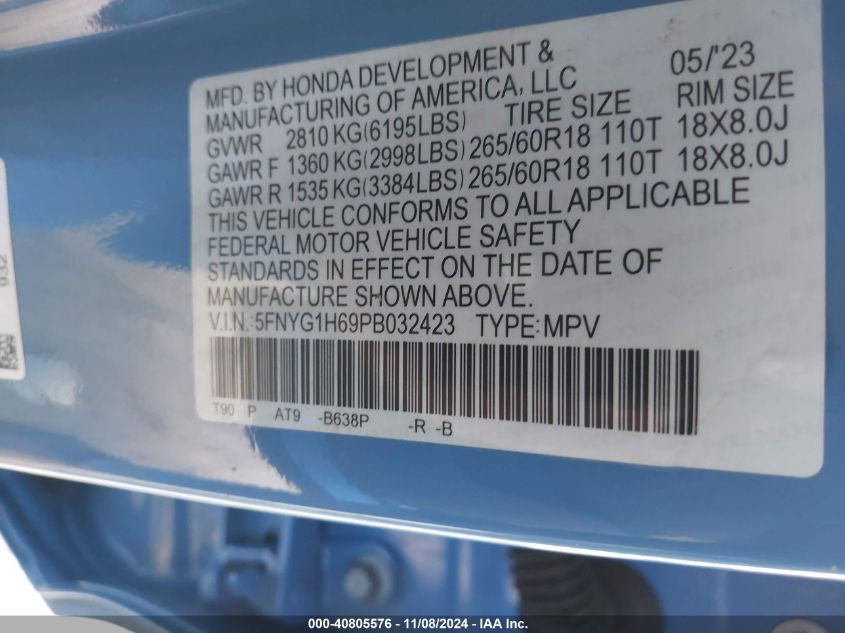 MFD. BY HONDA DEVELOPMENT & 05/'23
MANUFACTURING OF AMERICA, LLC
GVWR 2810 KG(6195LBS) TIRE SIZE RIM SIZE
GAWR F 1360 KG(2998LBS) 265/60R18 110T 18X8.0J
GAWR R 1535 KG(3384LBS) 265/60R18 110T 18X8.0J
THIS VEHICLE CONFORMS TO ALL APPLICABLE
FEDERAL MOTOR VEHICLE SAFETY
STANDARDS IN EFFECT ON THE DATE OF
MANUFACTURE SHOWN ABOVE.
V.I.N.:5FNYG1H69PB032423 TYPE:MPV
T90 P AT9 -B638P -R -B
932
000-40805576 - 11/08/2024 - IAA Inc.